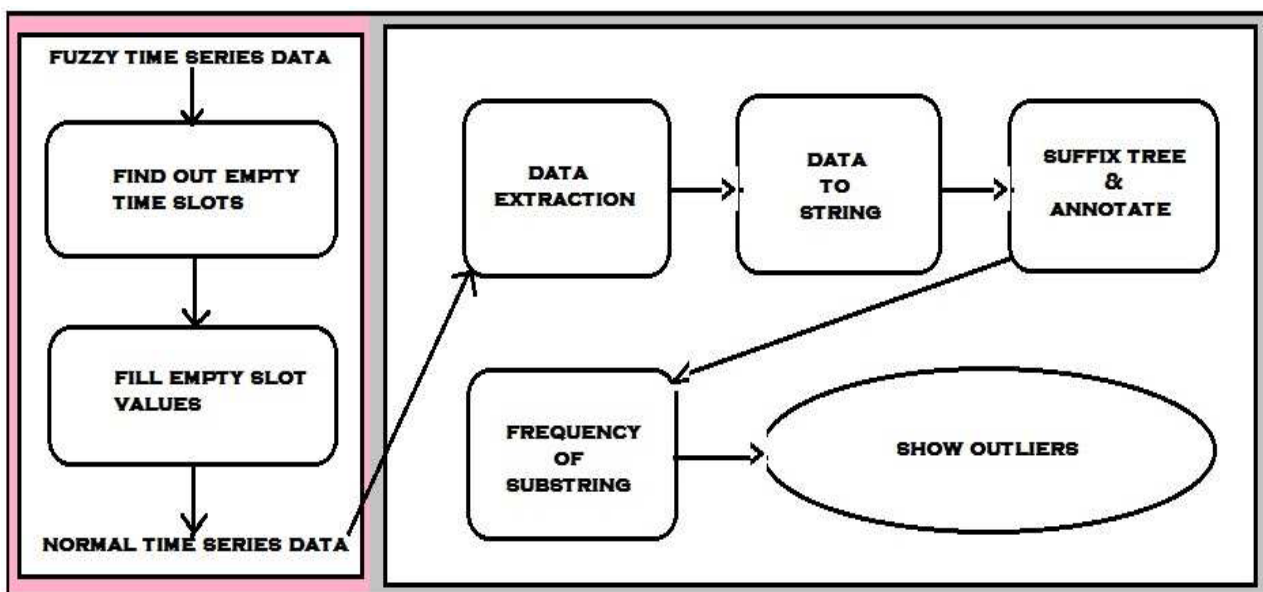 FUZZY TIME SERIES DATA
FIND OUT EMPTY
TIME SLOTS
FILL EMPTY SLOT
VALUES
NORMAL TIME SERIES DATA
DATA
EXTRACTION
DATA
TO
STRING
SUFFIX TREE
&
ANNOTATE
FREQUENCY
OF
SUBSTRING
SHOW OUTLIERS